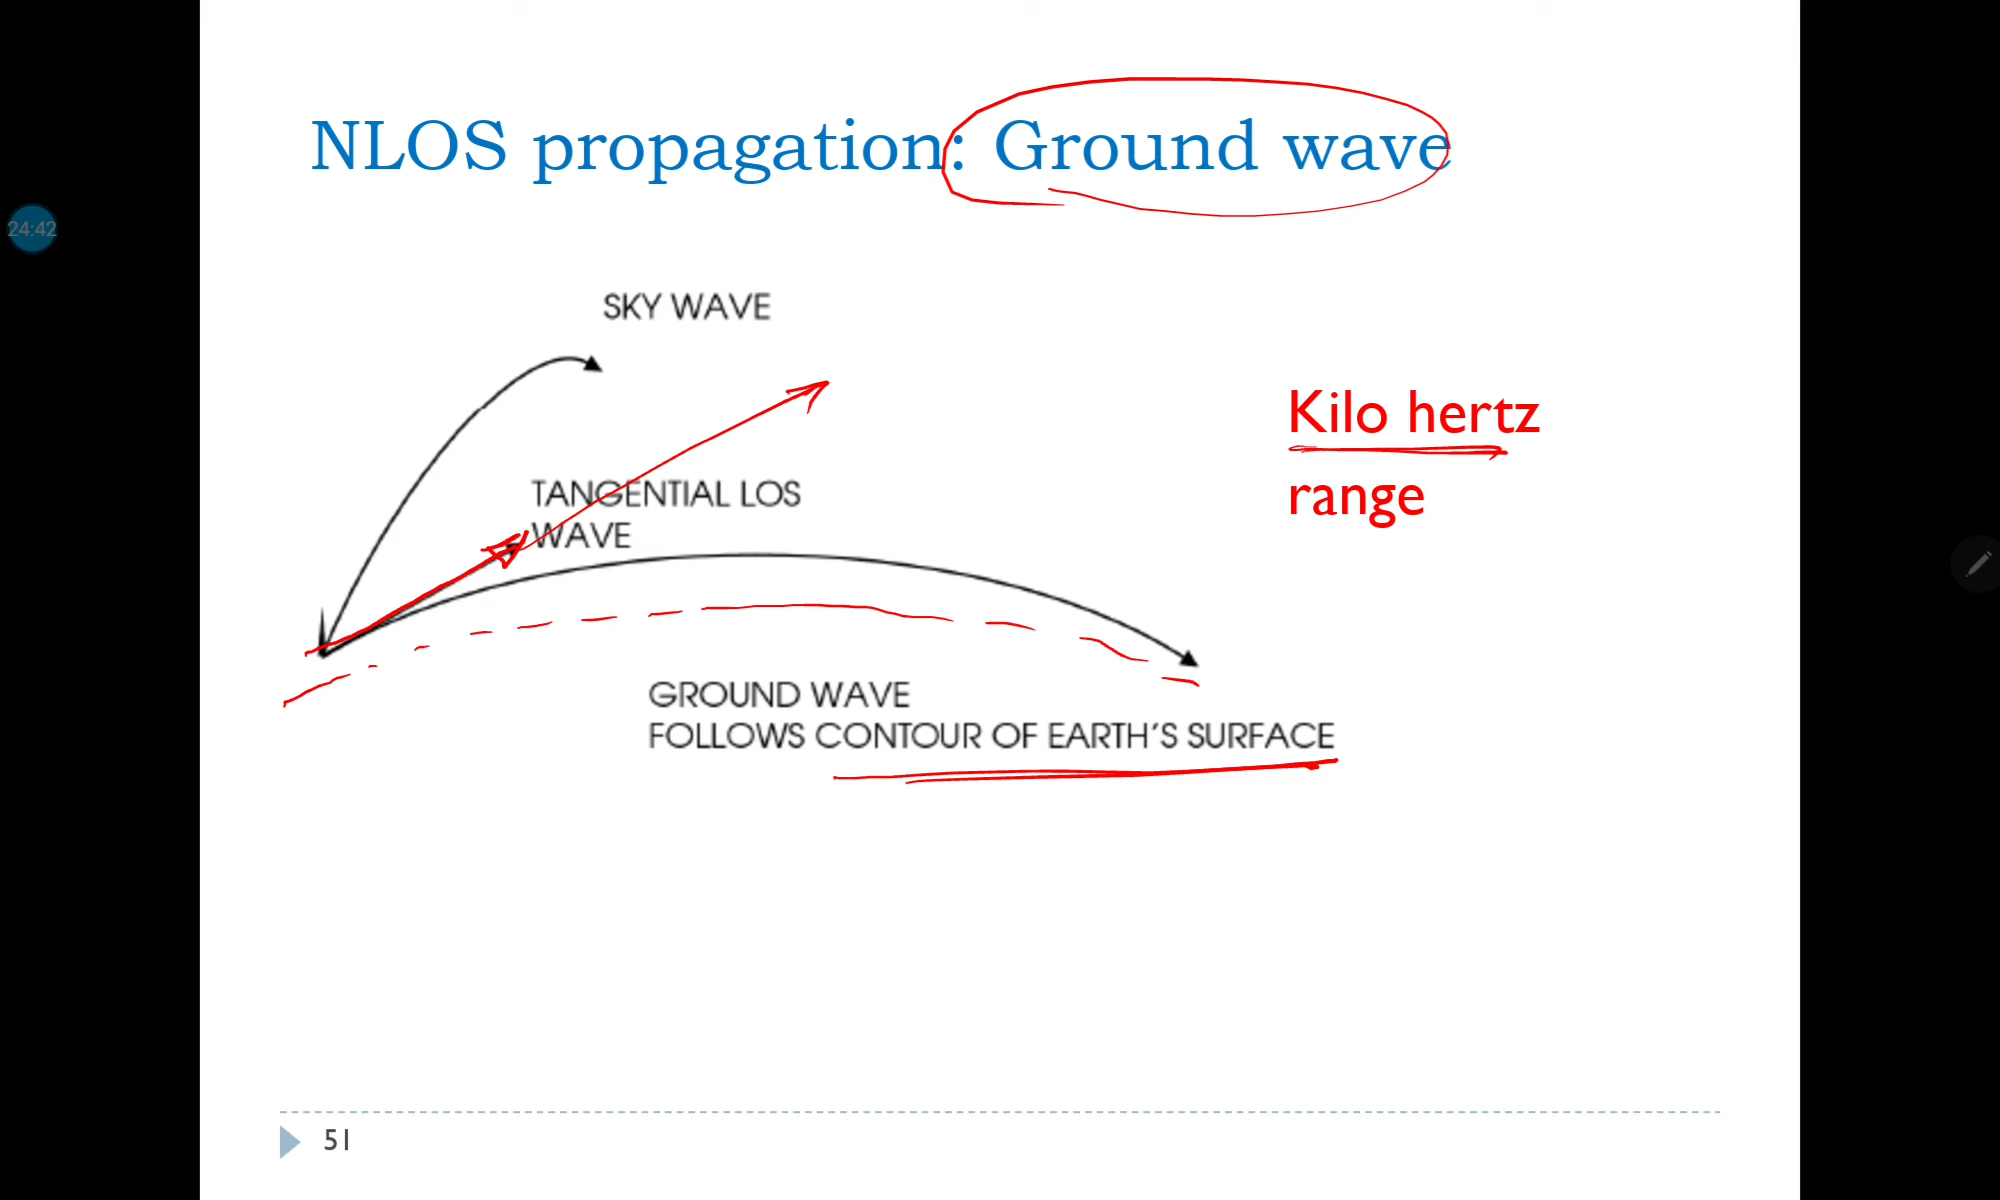 NLOS propagation: Ground wave
24:42
SKY WAVE
Kilo hertz
range
TANGENTIAL LOS
WAVE
GROUND WAVE
FOLLOWS CONTOUR OF EARTH'S SURFACE
51